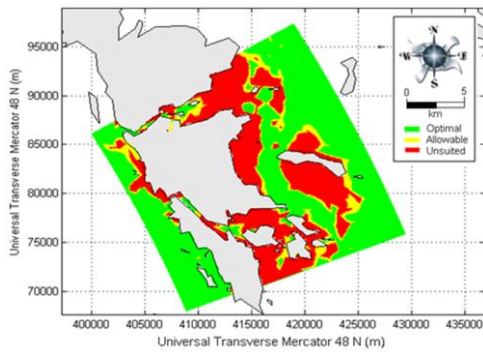 95000
90000
85000
80000
75000
70000
Universal Transverse Mercator 48 N (m)
N
W
E
S
0
5
km
Optimal
Allowable
Unsuited
400000
405000
410000
415000
420000
425000
430000
435000
Universal Transverse Mercator 48 N (m)